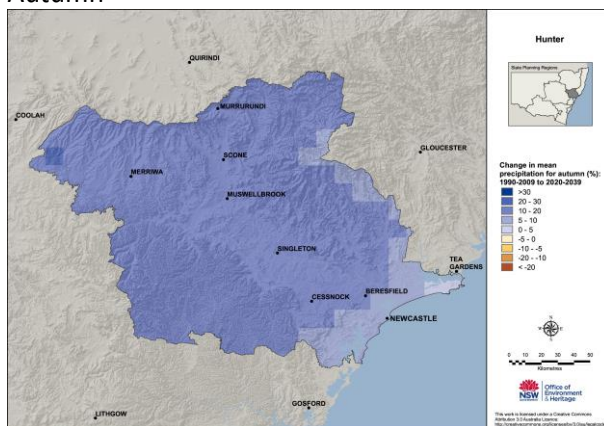 Autumn
Hunter
State Planning Regions
QUIRINDI
COOLAH
MURRURUNDI
GLOUCESTER
SCONE
MERRIWA
MUSWELLBROOK
SINGLETON
TEA
GARDENS
BERESFIELD
CESSNOCK
NEWCASTLE
GOSFORD
LITHGOW
Change in mean
precipitation for autumn (%):
1990-2009 to 2020-2039
>30
20 - 30
10 - 20
5 - 10
0 - 5
-5 - 0
-10 - -5
-20 - -10
< -20
N
E
S
W
0 10 20 30 40 50
Kilometres
NSW
GOVERNMENT
Office of
Environment
& Heritage
This work is licensed under a Creative Commons
Attribution 3.0 Australia Licence